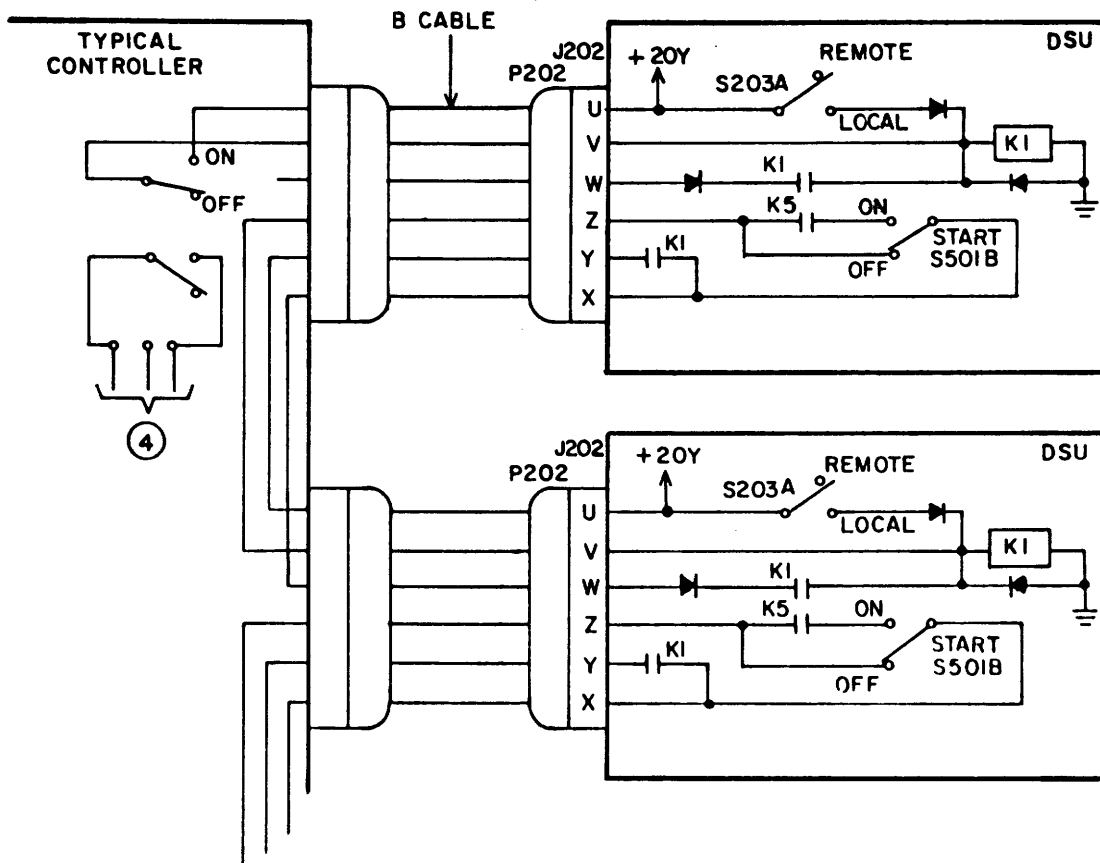 B CABLE
TYPICAL
CONTROLLER
ON
OFF
4
P202
J202
DSU
+20Y
S203A
REMOTE
LOCAL
U
V
W
Z
Y
X
K1
K1
K5
ON
OFF
START
S501B
K1
P202
J202
DSU
+20Y
S203A
REMOTE
LOCAL
U
V
W
Z
Y
X
K1
K1
K5
ON
OFF
START
S501B
K1